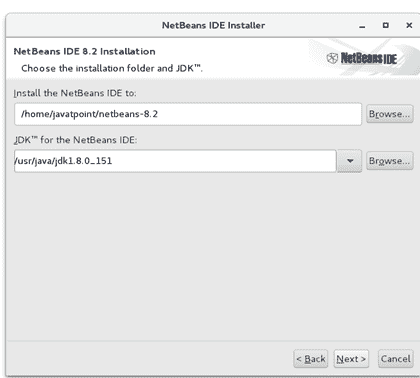 NetBeans IDE Installer
NetBeans IDE 8.2 Installation
Choose the installation folder and JDK™.
NetBeans IDE
Install the NetBeans IDE to:
/home/javatpoint/netbeans-8.2
Browse...
JDK™ for the NetBeans IDE:
/usr/java/jdk1.8.0_151
Browse...
< Back
Next >
Cancel